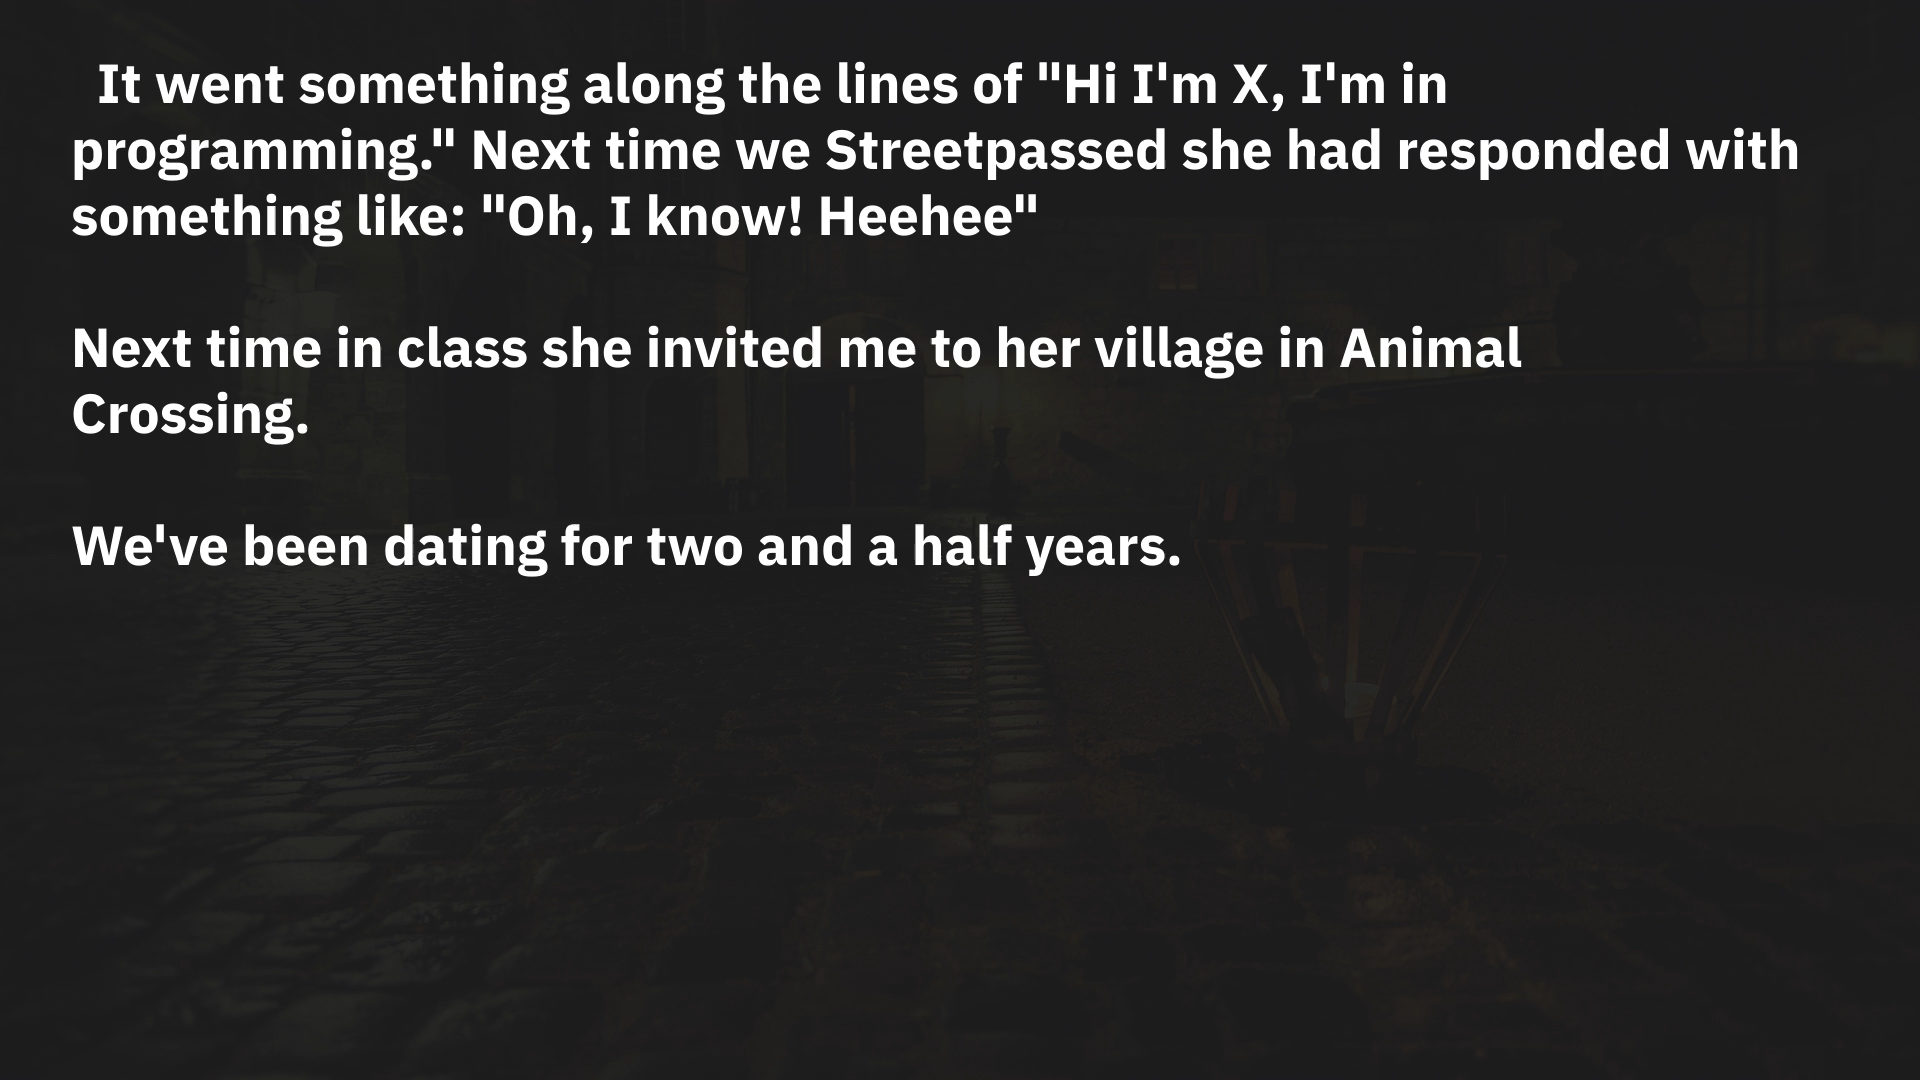 It went something along the lines of "Hi I'm X, I'm in
programming." Next time we Streetpassed she had responded with
something like: "Oh, I know! Heehee"
Next time in class she invited me to her village in Animal
Crossing.
We've been dating for two and a half years.